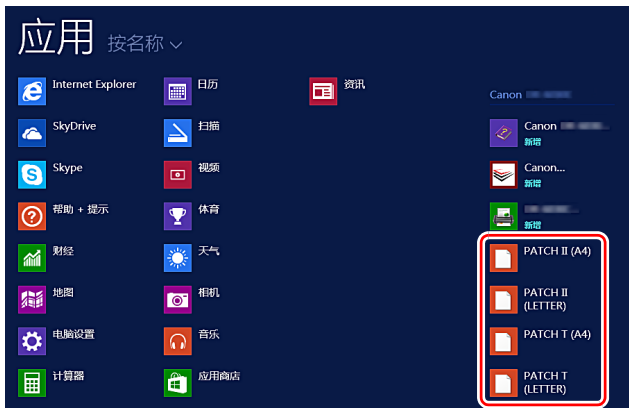 应用 按名称
Internet Explorer
SkyDrive
Skype
帮助 + 提示
财经
地图
电脑设置
计算器
日历
扫描
视频
体育
天气
相机
音乐
应用商店
资讯
Canon
Canon
新增
Canon...
新增
新增
PATCH II (A4)
PATCH II
(LETTER)
PATCH T (A4)
PATCH T
(LETTER)